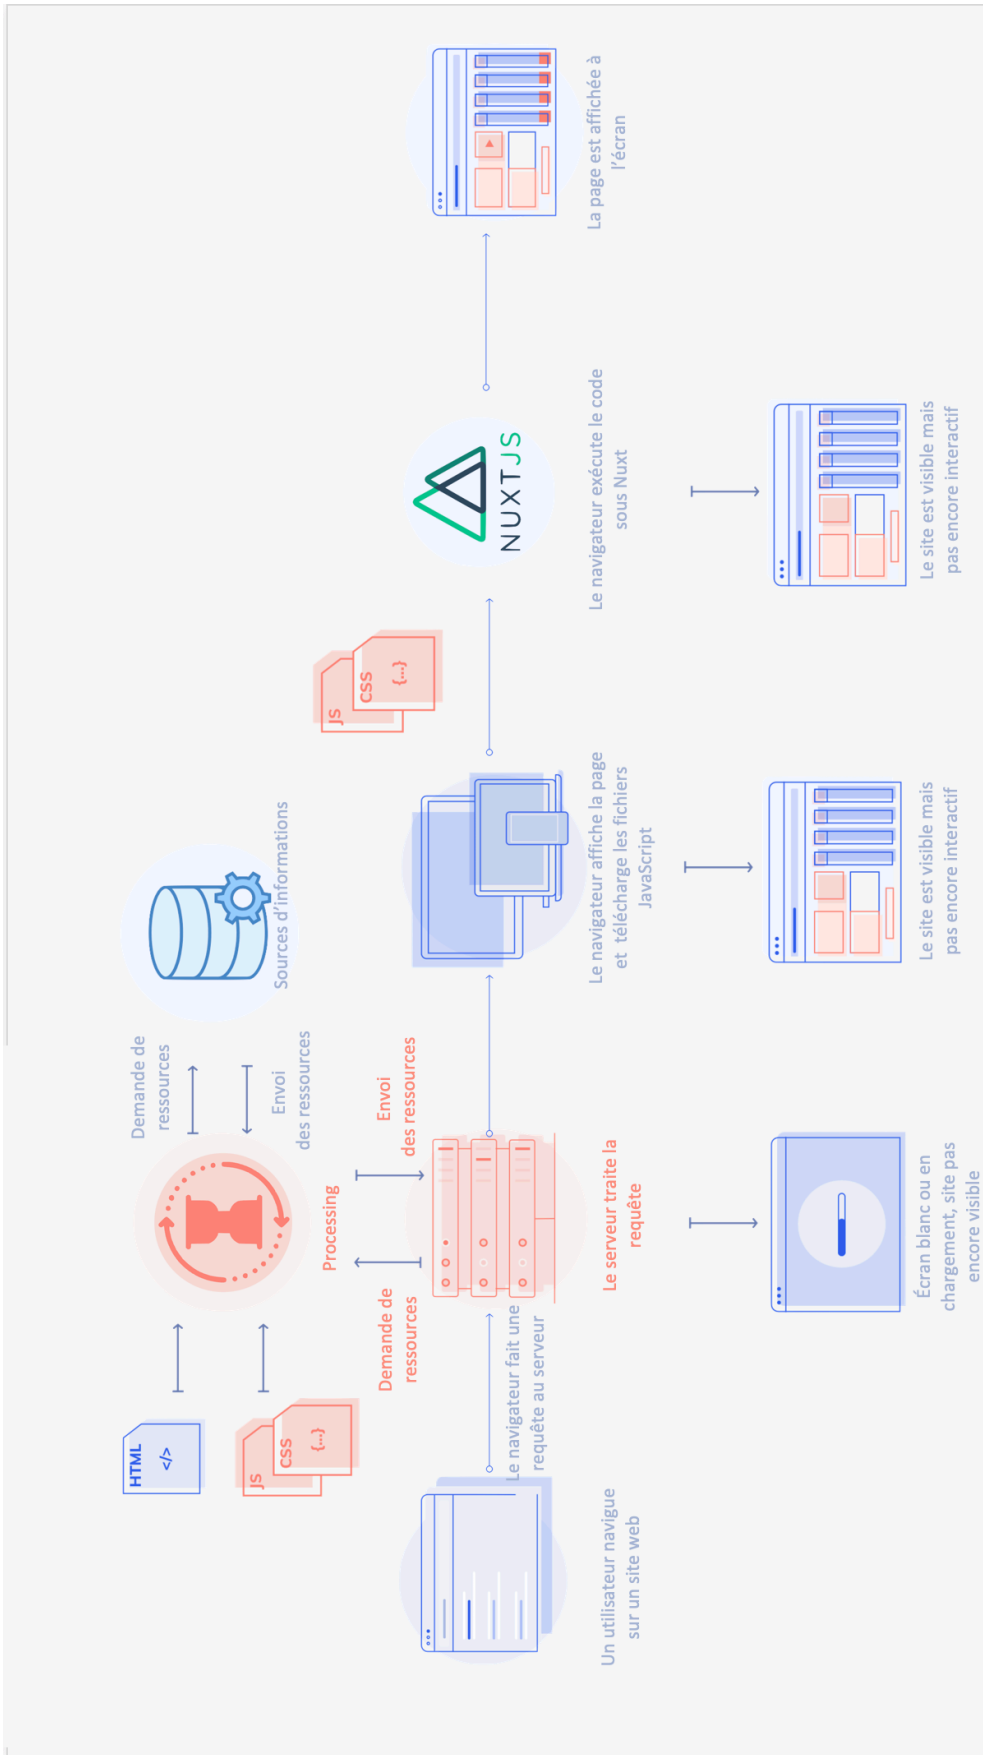 HTML
</>
JS
CSS
{...}
Processing
Demande de
ressources
Envoi
des ressources
Sources d'informations
Demande de
ressources
Envoi
des ressources
Un utilisateur navigue
sur un site web
Le navigateur fait une
requête au serveur
Le serveur traite la
requête
Le navigateur affiche la page
et télécharge les fichiers
JavaScript
JS
CSS
{...}
NUXTJS
Le navigateur exécute le code
sous Nuxt
La page est affichée à
l'écran
Écran blanc ou en
chargement, site pas
encore visible
Le site est visible mais
pas encore interactif
Le site est visible mais
pas encore interactif